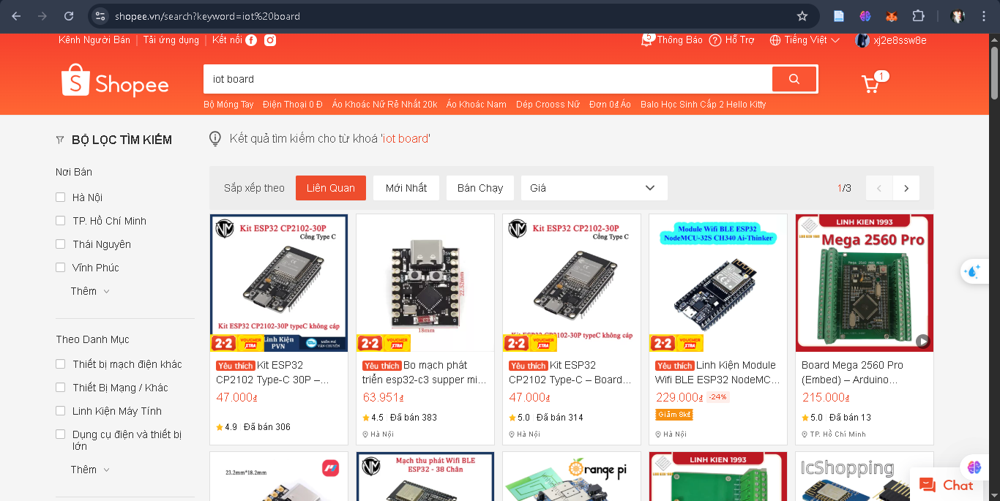 shopee.vn/search?keyword=iot%20board
Kênh Người Bán
Tải ứng dụng
Kết nối
5
Thông Báo
Hỗ Trợ
Tiếng Việt
xj2e8ssw8e
Shopee
iot board
1
Bộ Móng Tay
Điện Thoại 0 Đ
Áo Khoác Nữ Rẻ Nhất 20k
Áo Khoác Nam
Dép Crooss Nữ
Đơn 0₫ Áo
Balo Học Sinh Cấp 2 Hello Kitty
BỘ LỌC TÌM KIẾM
Nơi Bán
Hà Nội
TP. Hồ Chí Minh
Thái Nguyên
Vĩnh Phúc
Thêm
Theo Danh Mục
Thiết bị mạch điện khác
Thiết Bị Mạng / Khác
Linh Kiện Máy Tính
Dụng cụ điện và thiết bị
lớn
Thêm
Kết quả tìm kiếm cho từ khoá 'iot board'
Sắp xếp theo
Liên Quan
Mới Nhất
Bán Chạy
Giá
1/3
Kit ESP32 CP2102-30P
Cổng Type C
Kit ESP32 CP2102-30P typeC không cáp
2·2 VOUCHER XTRA
Linh Kiện
PVN
MIỄN PHÍ
VẬN CHUYỂN
Yêu thích Kit ESP32
CP2102 Type-C 30P –...
47.000₫
4.9
Đã bán 306
22.52mm
18mm
2·2 VOUCHER XTRA
Yêu thích Bo mạch phát
triển esp32-c3 supper mi...
63.951₫
4.5
Đã bán 383
Hà Nội
Kit ESP32 CP2102-30P
Cổng Type C
Kit ESP32 CP2102-30P typeC không cáp
2·2 VOUCHER XTRA
Yêu thích Kit ESP32
CP2102 Type-C – Board...
47.000₫
5.0
Đã bán 314
Hà Nội
Module Wifi BLE ESP32
NodeMCU-32S CH340 Ai-Thinker
2·2 VOUCHER XTRA
Yêu thích Linh Kiện Module
Wifi BLE ESP32 NodeMC...
229.000₫ -24%
Giảm 8k₫
Hà Nội
LINH KIEN 1993
Mega 2560 Pro
Board Mega 2560 Pro
(Embed) – Arduino...
215.000₫
5.0
Đã bán 13
TP. Hồ Chí Minh
23.2mm*18.2mm
Mạch thu phát Wifi BLE
ESP32 - 38 Chân
range pi
LINH KIEN 1993
IcShopping
Chat